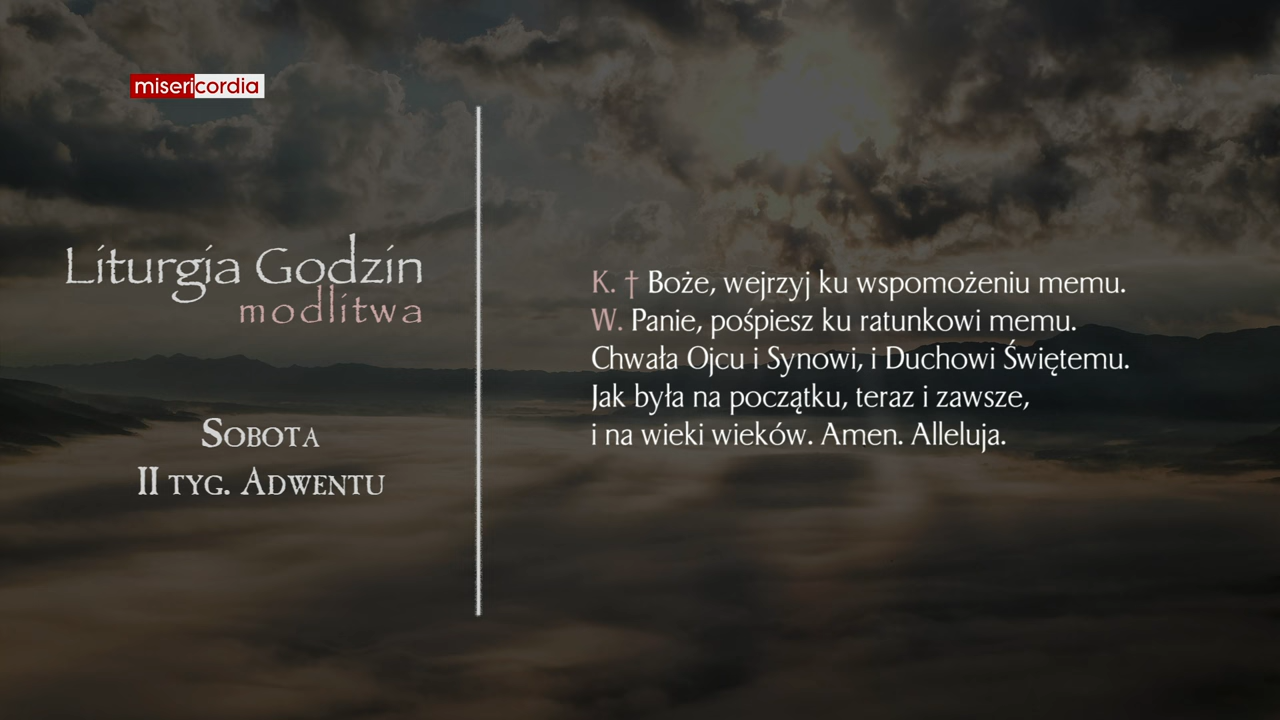 misericordia
Liturgia Godzin
modlitwa
Sobota
II tyg. Adwentu
K. † Boże, wejrzyj ku wspomożeniu memu.
W. Panie, pośpiesz ku ratunkowi memu.
Chwała Ojcu i Synowi, i Duchowi Świętemu.
Jak była na początku, teraz i zawsze,
i na wieki wieków. Amen. Alleluja.